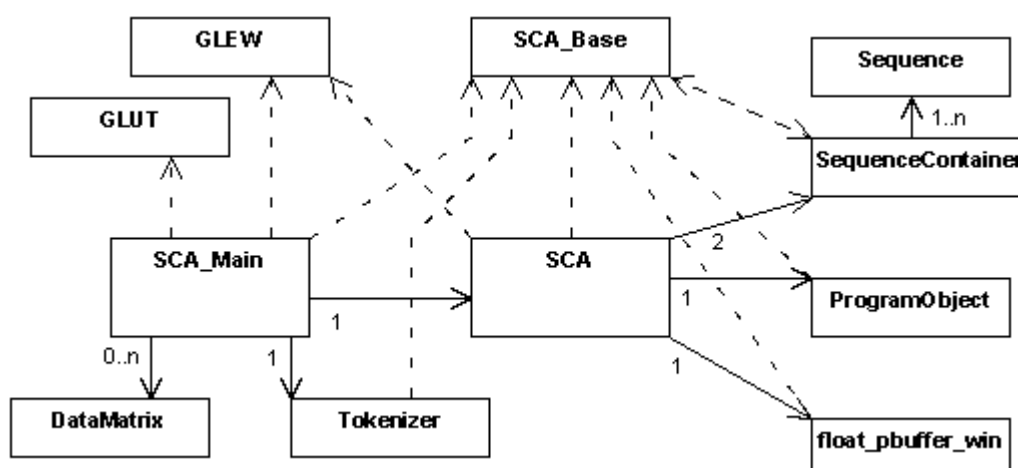 GLEW
SCA_Base
Sequence
GLUT
1..n
SequenceContainer
SCA_Main
SCA
2
ProgramObject
1
1
0..n
1
1
DataMatrix
Tokenizer
float_pbuffer_win